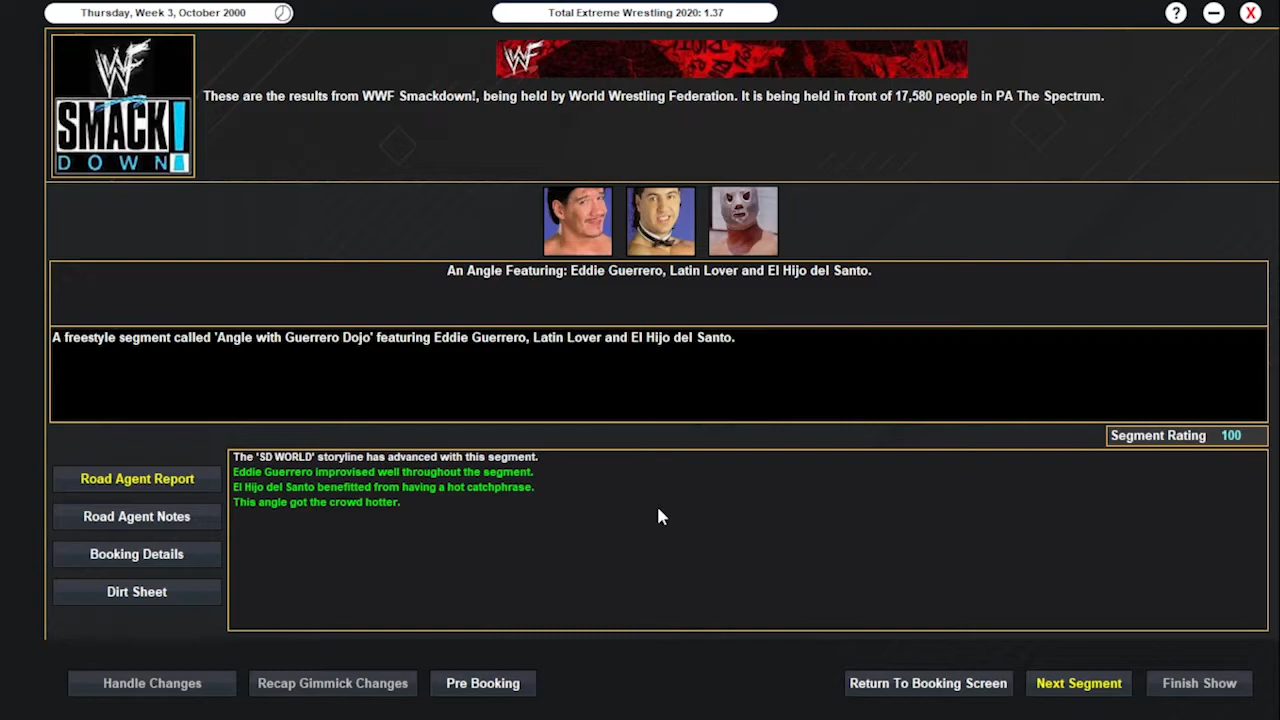 Thursday, Week 3, October 2000
Total Extreme Wrestling 2020: 1.37
? X
WF
SMACK!
DOWN
These are the results from WWF Smackdown!, being held by World Wrestling Federation. It is being held in front of 17,580 people in PA The Spectrum.
An Angle Featuring: Eddie Guerrero, Latin Lover and El Hijo del Santo.
A freestyle segment called 'Angle with Guerrero Dojo' featuring Eddie Guerrero, Latin Lover and El Hijo del Santo.
Segment Rating 100
Road Agent Report
Road Agent Notes
Booking Details
Dirt Sheet
The 'SD WORLD' storyline has advanced with this segment.
Eddie Guerrero improvised well throughout the segment.
El Hijo del Santo benefitted from having a hot catchphrase.
This angle got the crowd hotter.
Handle Changes
Recap Gimmick Changes
Pre Booking
Return To Booking Screen
Next Segment
Finish Show